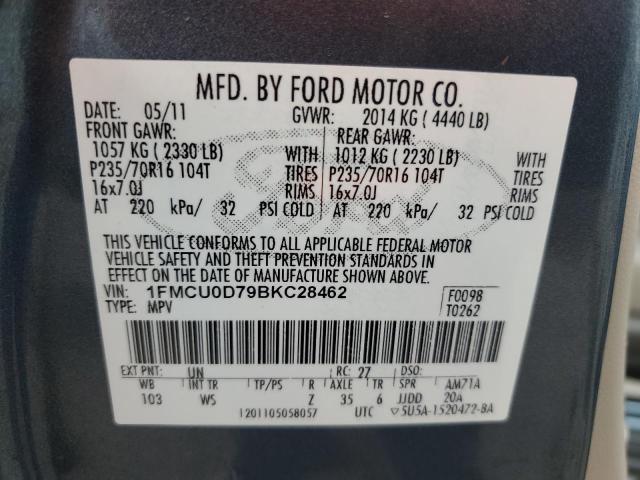 MFD. BY FORD MOTOR CO.
DATE: 05/11 GVWR: 2014 KG ( 4440 LB)
FRONT GAWR: REAR GAWR:
1057 KG ( 2330 LB) WITH 1012 KG ( 2230 LB) WITH
P235/70R16 104T TIRES P235/70R16 104T TIRES
16x7.0J RIMS 16x7.0J RIMS
AT 220 kPa/ 32 PSI COLD AT 220 kPa/ 32 PSI COLD
THIS VEHICLE CONFORMS TO ALL APPLICABLE FEDERAL MOTOR
VEHICLE SAFETY AND THEFT PREVENTION STANDARDS IN
EFFECT ON THE DATE OF MANUFACTURE SHOWN ABOVE.
VIN: 1FMCU0D79BKC28462 F0098
TYPE: MPV T0262
EXT PNT: UN RC: 27 DSO:
WB INT TR TP/PS R AXLE TR SPR AM71A
103 WS Z 35 6 JJDD 20A
1201105058057 UTC ▽5U5A-1520472-BA